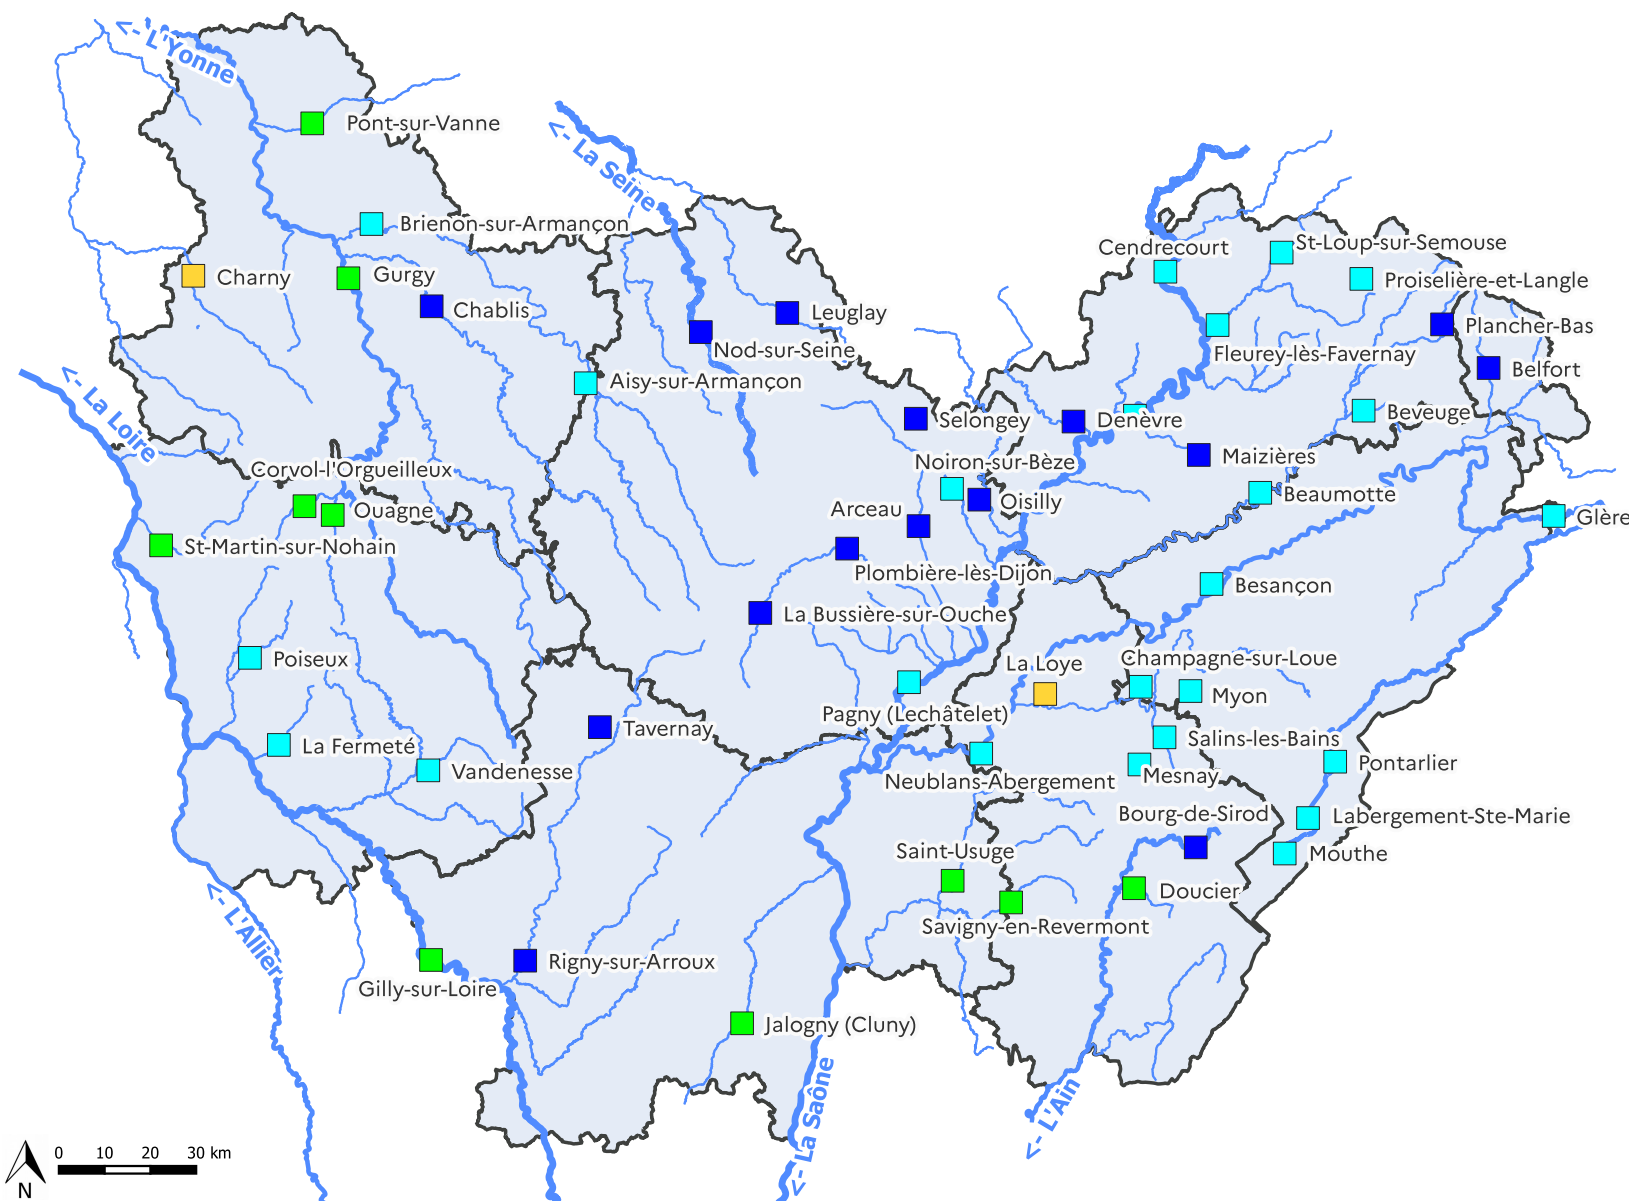 <- L'Yonne
Pont-sur-Vanne
<- La Seine
Brienon-sur-Armançon
Cendrecourt
St-Loup-sur-Semouse
Charny
Gurgy
Proiselière-et-Langle
Chablis
Leuglay
Plancher-Bas
Nod-sur-Seine
Fleurey-lès-Favernay
Belfort
Aisy-sur-Armançon
<- La Loire
Selongey
Denèvre
Beveuge
Maizières
Corvol-l'Orgueilleux
Noiron-sur-Bèze
Beaumotte
Ouagne
Arceau
Oisilly
Glère
St-Martin-sur-Nohain
Plombière-lès-Dijon
Besançon
La Bussière-sur-Ouche
Poiseux
La Loye
Champagne-sur-Loue
Myon
Pagny (Lechâtelet)
Tavernay
Salins-les-Bains
La Fermeté
Pontarlier
Vandenesse
Neublans-Abergement
Mesnay
Bourg-de-Sirod
Labergement-Ste-Marie
Saint-Usuge
Mouthe
Doucier
<- L'Allier
Savigny-en-Revermont
Rigny-sur-Arroux
Gilly-sur-Loire
Jalogny (Cluny)
<- La Saône
<- L'Ain
0 10 20 30 km
N